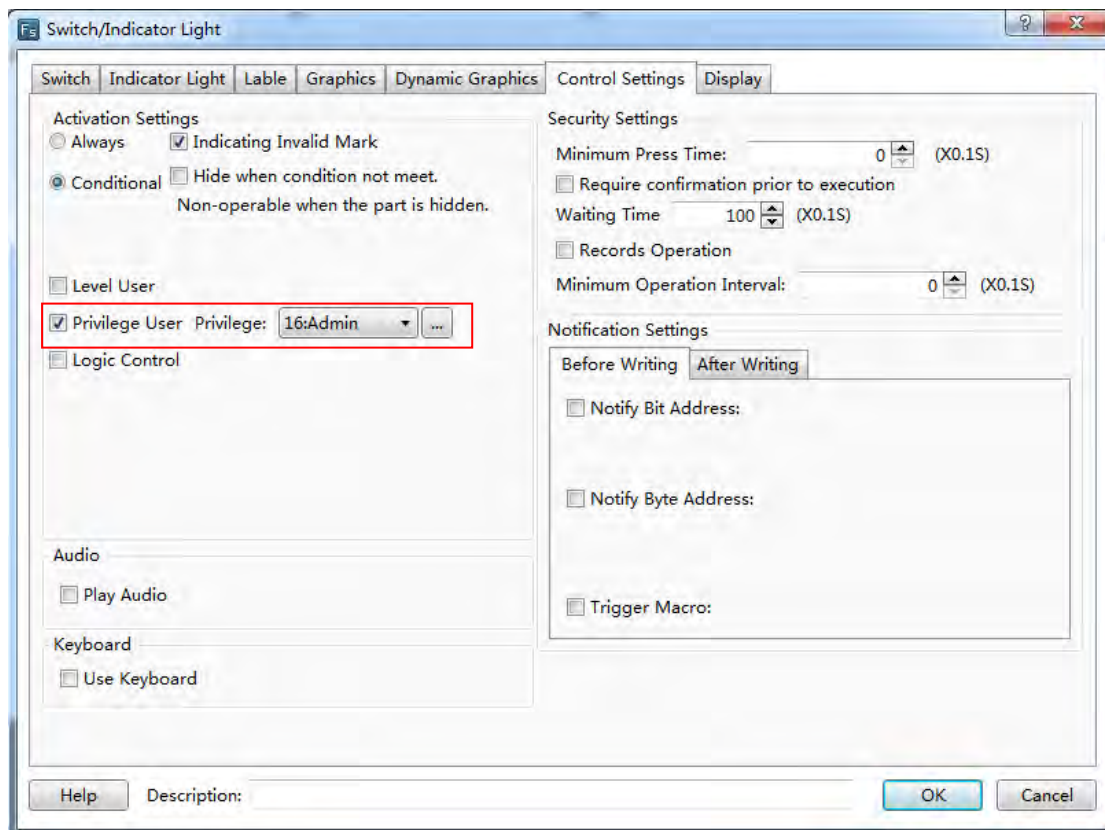 Fs Switch/Indicator Light
Switch Indicator Light Lable Graphics Dynamic Graphics Control Settings Display
Activation Settings
Always Indicating Invalid Mark
Conditional Hide when condition not meet.
Non-operable when the part is hidden.
Level User
Privilege User Privilege: 16:Admin ...
Logic Control
Audio
Play Audio
Keyboard
Use Keyboard
Security Settings
Minimum Press Time: 0 (X0.1S)
Require confirmation prior to execution
Waiting Time 100 (X0.1S)
Records Operation
Minimum Operation Interval: 0 (X0.1S)
Notification Settings
Before Writing After Writing
Notify Bit Address:
Notify Byte Address:
Trigger Macro:
Help Description: OK Cancel